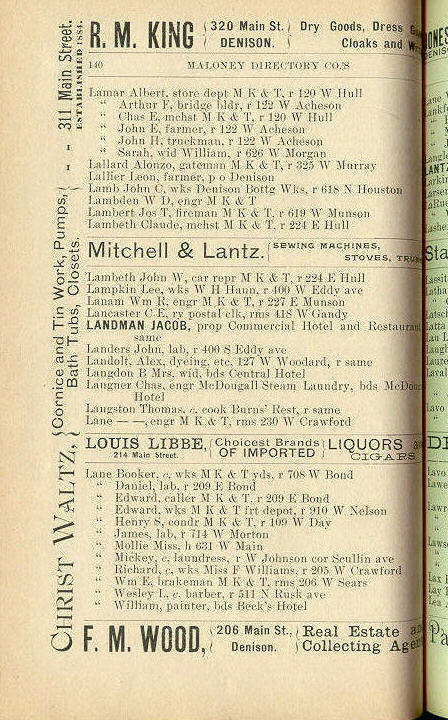 R. M. KING 320 Main St. DENISON. Dry Goods, Dress
Cloaks and
140 MALONEY DIRECTORY CO.'S
Lamar Albert, store dept M K & T, r 120 W Hull
“ Arthur F, bridge bldr, r 122 W Acheson
“ Chas E, mchst M K & T, r 120 W Hull
“ John E, farmer, r 122 W Acheson
“ John H, truckman, r 122 W Acheson
“ Sarah, wid William, r 626 W Morgan
Lallard Alonzo, gateman M K & T, r 325 W Murray
Lallier Leon, farmer, p o Denison
Lamb John C, wks Denison Bottg Wks, r 618 N Houston
Lambden W D, engr M K & T
Lambert Jos T, fireman M K & T, r 619 W Munson
Lambeth Claude, mchst M K & T, r 224 E Hull
Mitchell & Lantz. SEWING MACHINES,
STOVES,
Lambeth John W, car repr M K & T, r 224 E Hull
Lampkin Lee, wks W H Hann, r 400 W Eddy ave
Lanam Wm R, engr M K & T, r 227 E Munson
Lancaster C E, ry postal clk, rms 418 W Gandy
LANDMAN JACOB, prop Commercial Hotel and Restaurant
same
Landers John, lab, r 400 S Eddy ave
Landolt, Alex, dyeing, etc, 127 W Woodard, r same
Langdon B Mrs, wid, bds Central Hotel
Langner Chas, engr McDougall Steam Laundry, bds
Hotel
Langston Thomas, c, cook Burns' Rest, r same
Lane — —, engr M K & T, rms 230 W Crawford
LOUIS LIBBE, 214 Main Street. Choicest Brands OF IMPORTED LIQUORS
CIGARS
Lane Booker, c, wks M K & T yds, r 708 W Bond
“ Daniel, lab, r 209 E Bond
“ Edward, caller M K & T, r 209 E Bond
“ Edward, wks M K & T frt depot, r 910 W Nelson
“ Henry S, condr M K & T, r 109 W Day
“ James, lab, r 714 W Morton
“ Mollie Miss, h 631 W Main
“ Mickey, c, laundress, r W Johnson cor Scullin ave
“ Richard, c, wks Miss F Williams, r 205 W Crawford
“ Wm E, brakeman M K & T, rms 206 W Sears
“ Wesley L, c, barber, r 511 N Rusk ave
“ William, painter, bds Beck's Hotel
F. M. WOOD, 206 Main St., Denison. Real Estate
Collecting
CHRIST WALTZ, Cornice and Tin Work, Pumps, Bath Tubs, Closets. 311 Main Street. ESTABLISHED 1884.